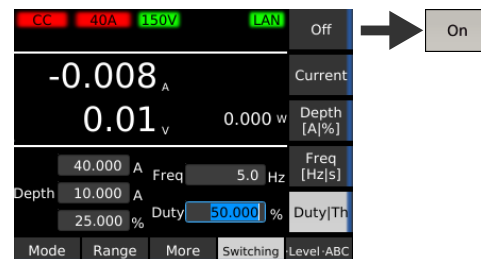 CC 40A 150V LAN Off On
-0.008 A Current
0.01 V 0.000 W Depth [A|%]
40.000 A Freq 5.0 Hz Freq [Hz|s]
Depth 10.000 A
25.000 % Duty 50.000 % Duty|Th
Mode Range More Switching ·Level·ABC